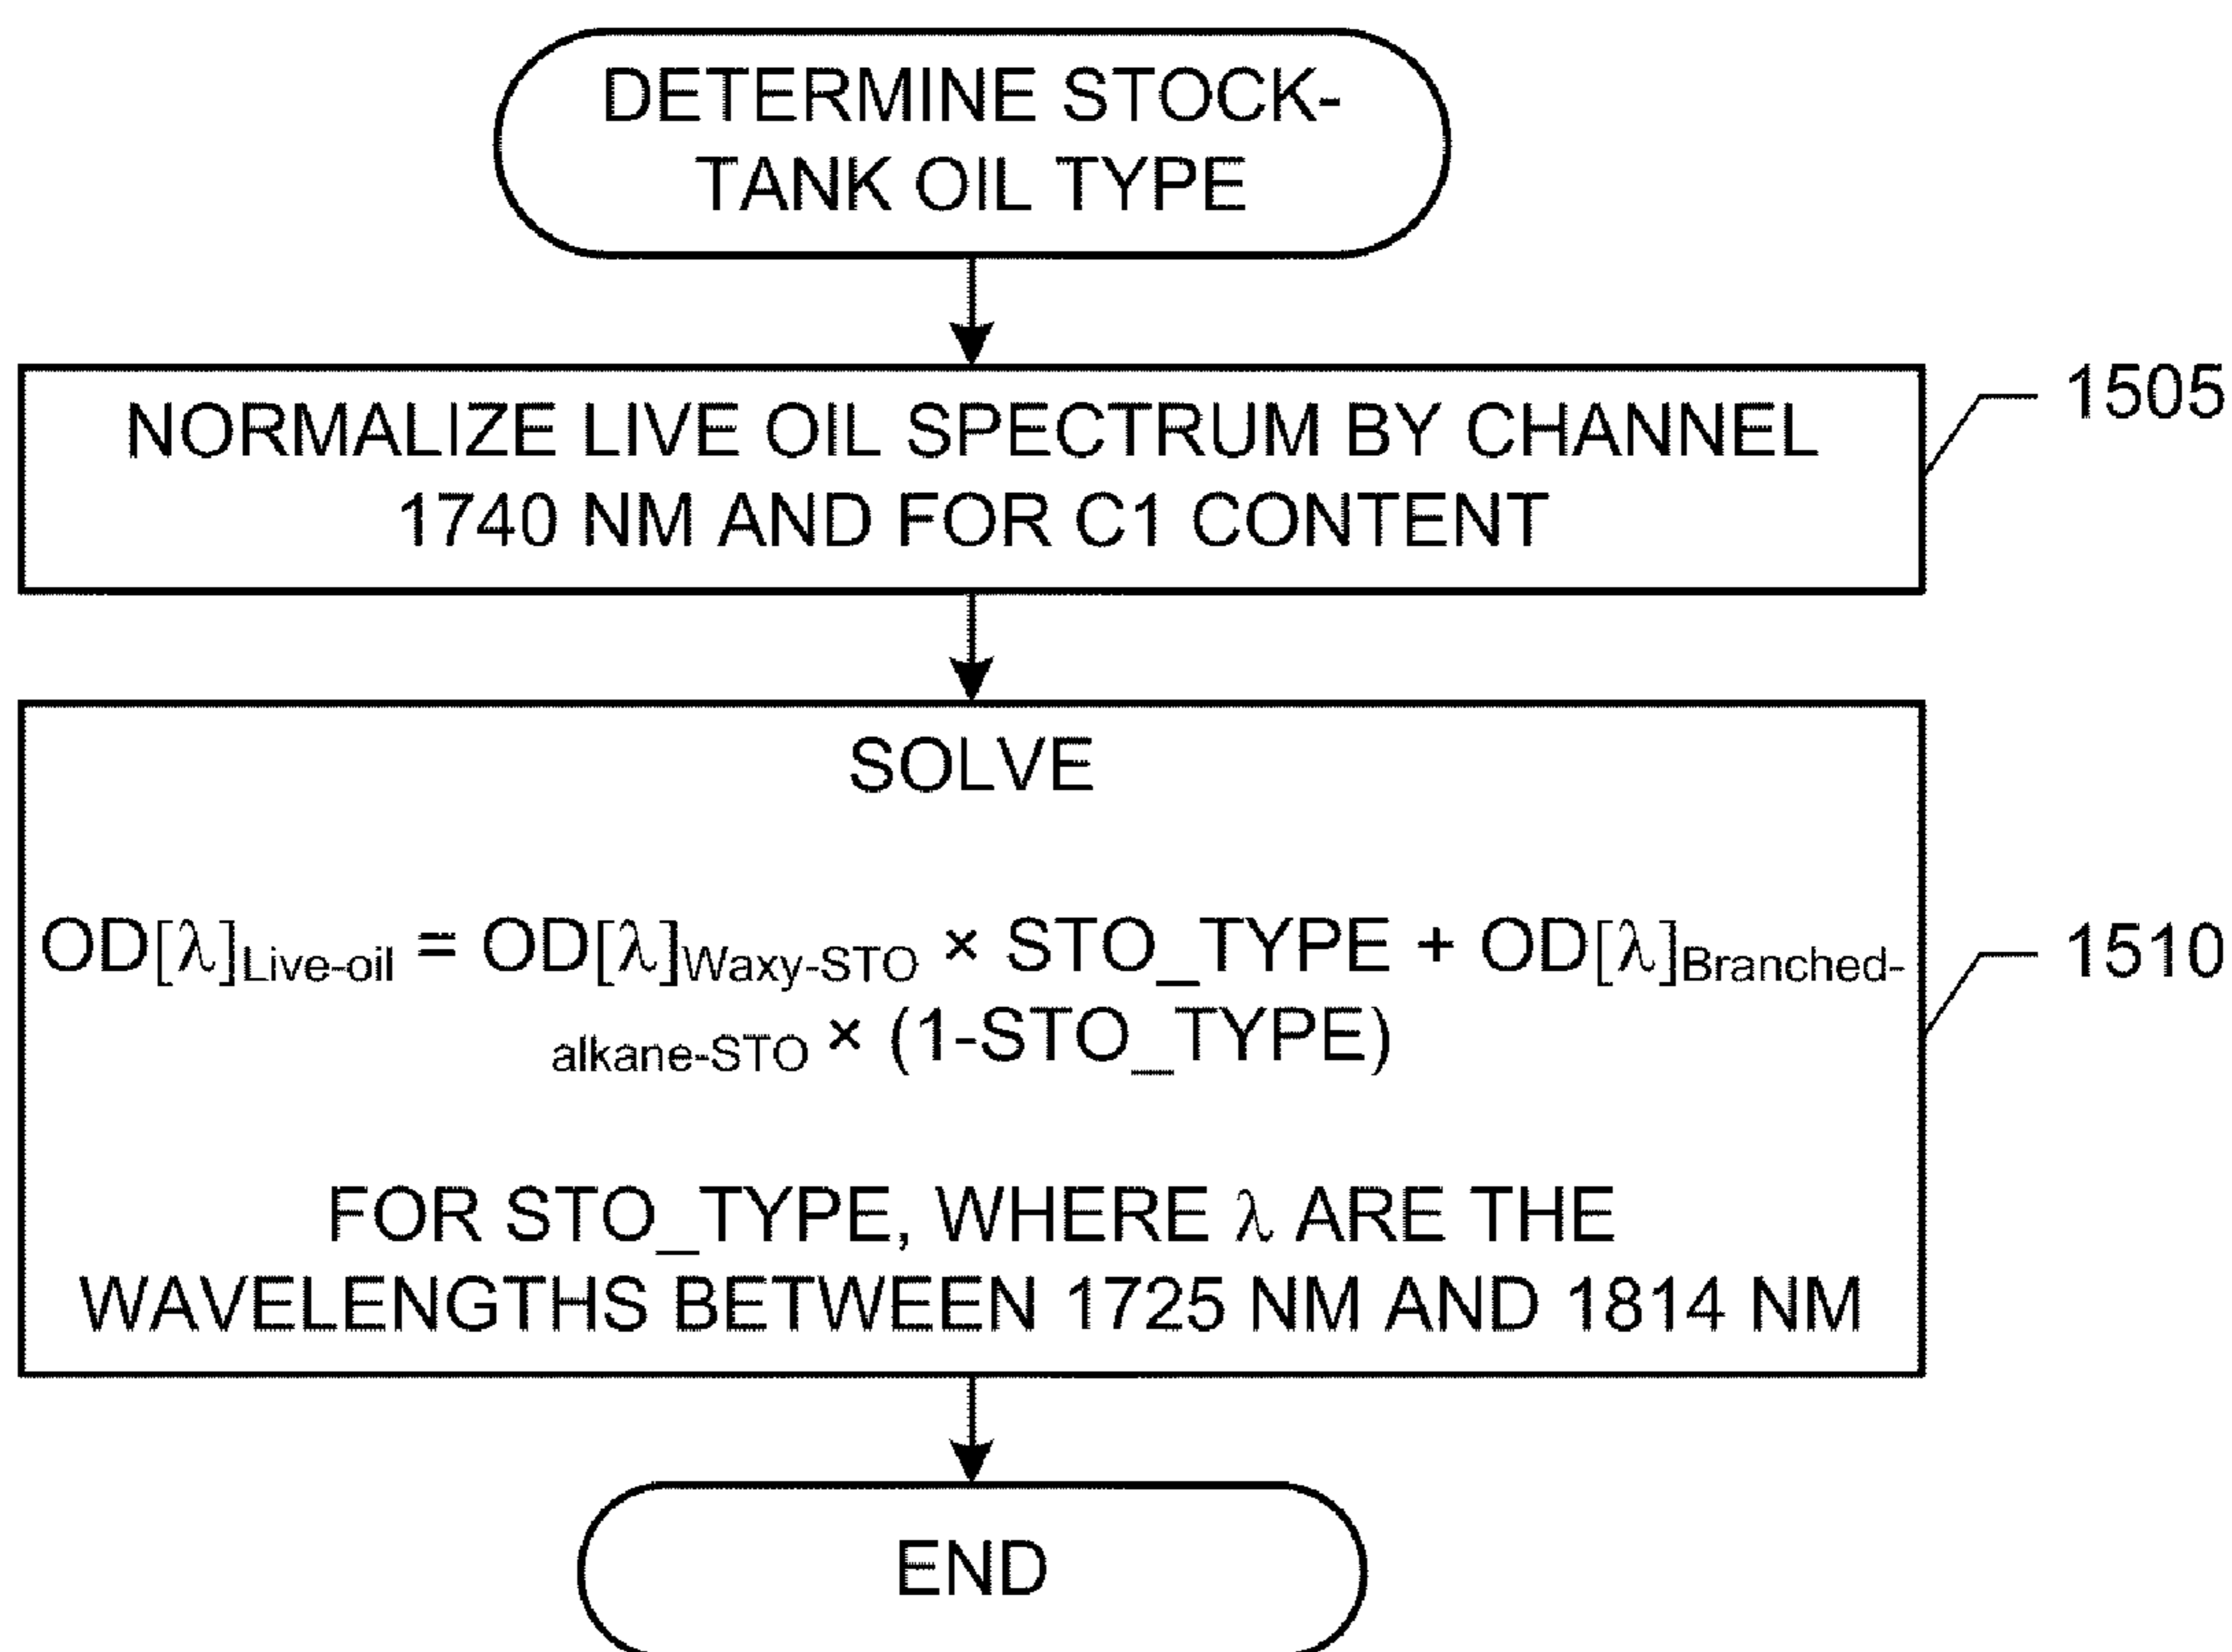 DETERMINE STOCK-
TANK OIL TYPE
NORMALIZE LIVE OIL SPECTRUM BY CHANNEL
1740 NM AND FOR C1 CONTENT
1505
SOLVE
OD[λ]Live-oil = OD[λ]Waxy-STO × STO_TYPE + OD[λ]Branched-
alkane-STO × (1-STO_TYPE)
1510
FOR STO_TYPE, WHERE λ ARE THE
WAVELENGTHS BETWEEN 1725 NM AND 1814 NM
END